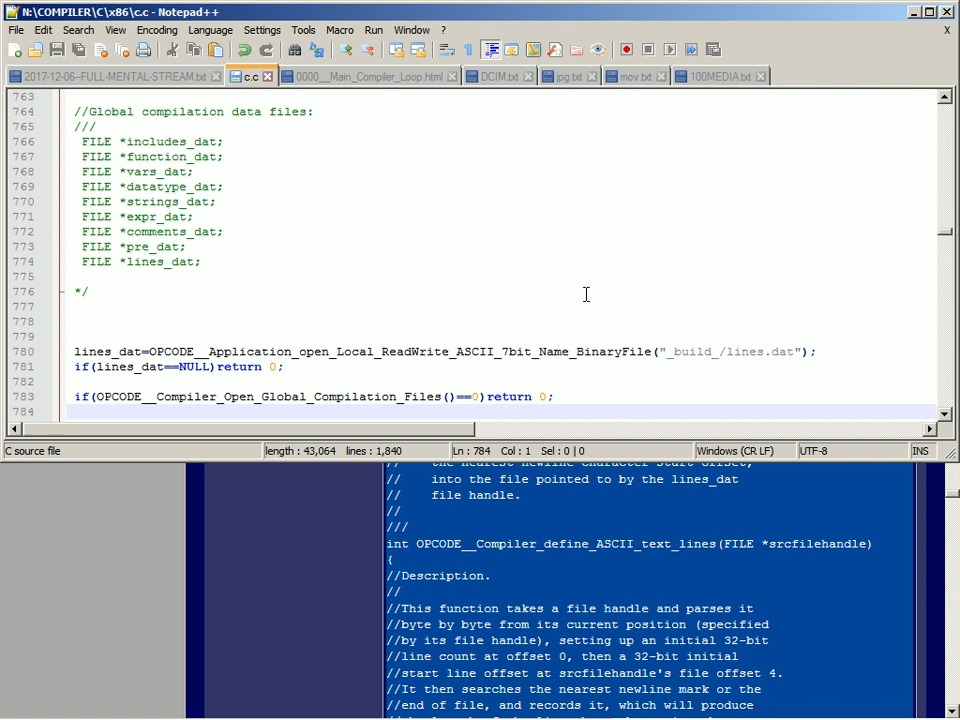 N:\COMPILER\C\x86\c.c - Notepad++
File Edit Search View Encoding Language Settings Tools Macro Run Window ? X
2017-12-06--FULL-MENTAL-STREAM.txt c.c 0000__Main_Compiler_Loop.html DCIM.txt jpg.txt mov.txt 100MEDIA.txt
763
764 //Global compilation data files:
765 ///
766 FILE *includes_dat;
767 FILE *function_dat;
768 FILE *vars_dat;
769 FILE *datatype_dat;
770 FILE *strings_dat;
771 FILE *expr_dat;
772 FILE *comments_dat;
773 FILE *pre_dat;
774 FILE *lines_dat;
775
776 */
777
778
779
780 lines_dat=OPCODE__Application_open_Local_ReadWrite_ASCII_7bit_Name_BinaryFile("_build_/lines.dat");
781 if(lines_dat==NULL)return 0;
782
783 if(OPCODE__Compiler_Open_Global_Compilation_Files()==0)return 0;
784
C source file length : 43,064 lines : 1,840 Ln : 784 Col : 1 Sel : 0 | 0 Windows (CR LF) UTF-8 INS
// the nearest newline character start offset,
// into the file pointed to by the lines_dat
// file handle.
//
///
int OPCODE__Compiler_define_ASCII_text_lines(FILE *srcfilehandle)
{
//Description.
//
//This function takes a file handle and parses it
//byte by byte from its current position (specified
//by its file handle), setting up an initial 32-bit
//line count at offset 0, then a 32-bit initial
//start line offset at srcfilehandle's file offset 4.
//It then searches the nearest newline mark or the
//end of file, and records it, which will produce